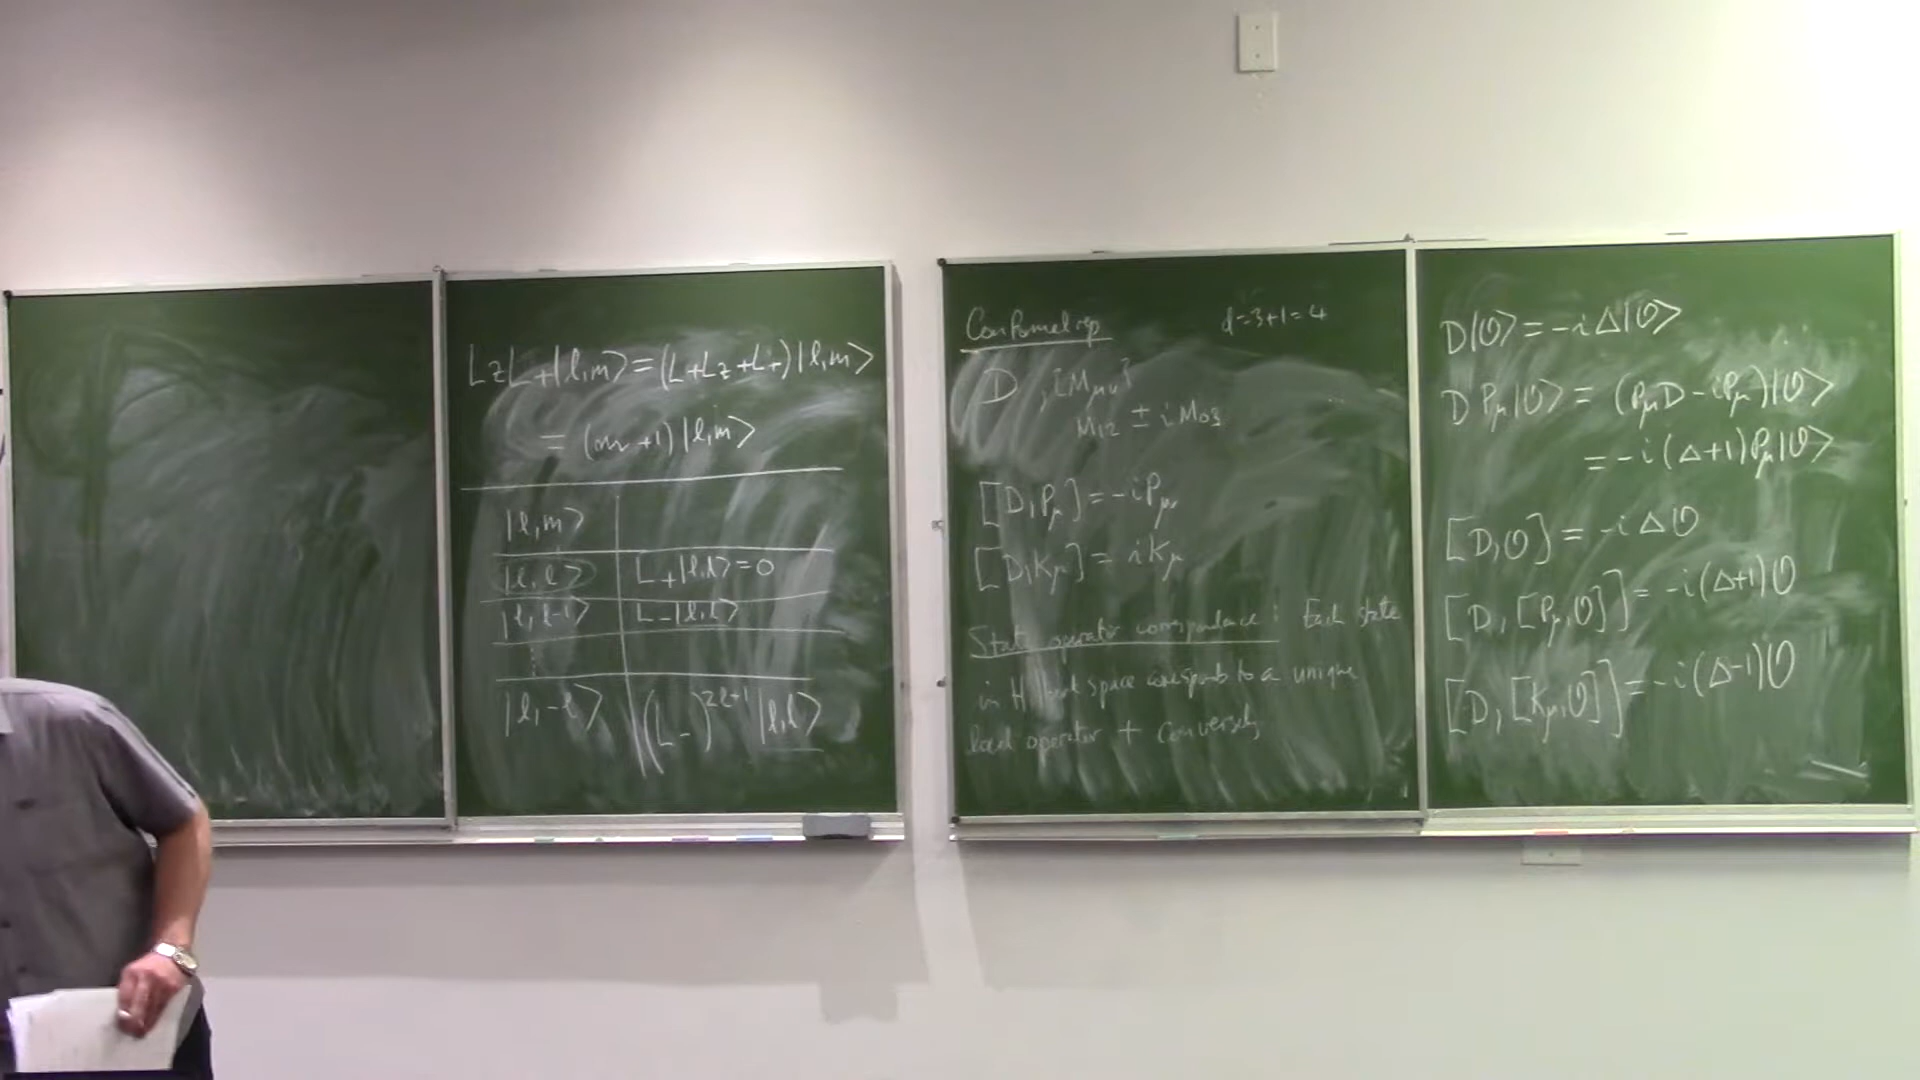 LzL+|l,m> = (L+Lz+L+)|l,m>
= (m+1)|l,m>
|l,m>
|l,l> L+|l,l>=0
|l,l-1> L-|l,l>
⋮
|l,-l> (L-)^{2l+1}|l,l>
Conformal rep d=3+1=4
D, {Mμν}
M12 ± iM03
[D,Pμ] = -iPμ
[D,Kμ] = iKμ
State operator correspondence: Each state
in Hilbert space corresponds to a unique
local operator + conversely
D|O> = -iΔ|O>
DPμ|O> = (PμD-iPμ)|O>
= -i(Δ+1)Pμ|O>
[D,O] = -iΔO
[D,[Pμ,O]] = -i(Δ+1)O
[D,[Kμ,O]] = -i(Δ-1)O